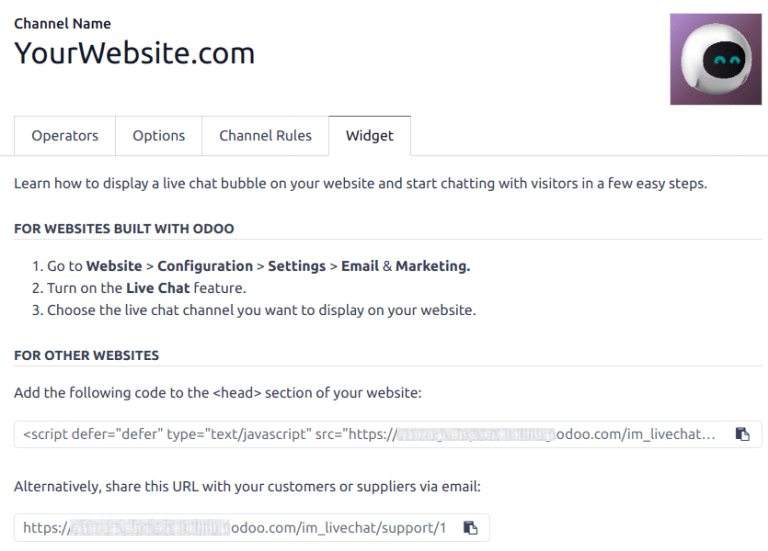 Channel Name
YourWebsite.com
Operators Options Channel Rules Widget
Learn how to display a live chat bubble on your website and start chatting with visitors in a few easy steps.
FOR WEBSITES BUILT WITH ODOO
1. Go to Website > Configuration > Settings > Email & Marketing.
2. Turn on the Live Chat feature.
3. Choose the live chat channel you want to display on your website.
FOR OTHER WEBSITES
Add the following code to the <head> section of your website:
<script defer="defer" type="text/javascript" src="https:// odoo.com/im_livechat...
Alternatively, share this URL with your customers or suppliers via email:
https:// odoo.com/im_livechat/support/1